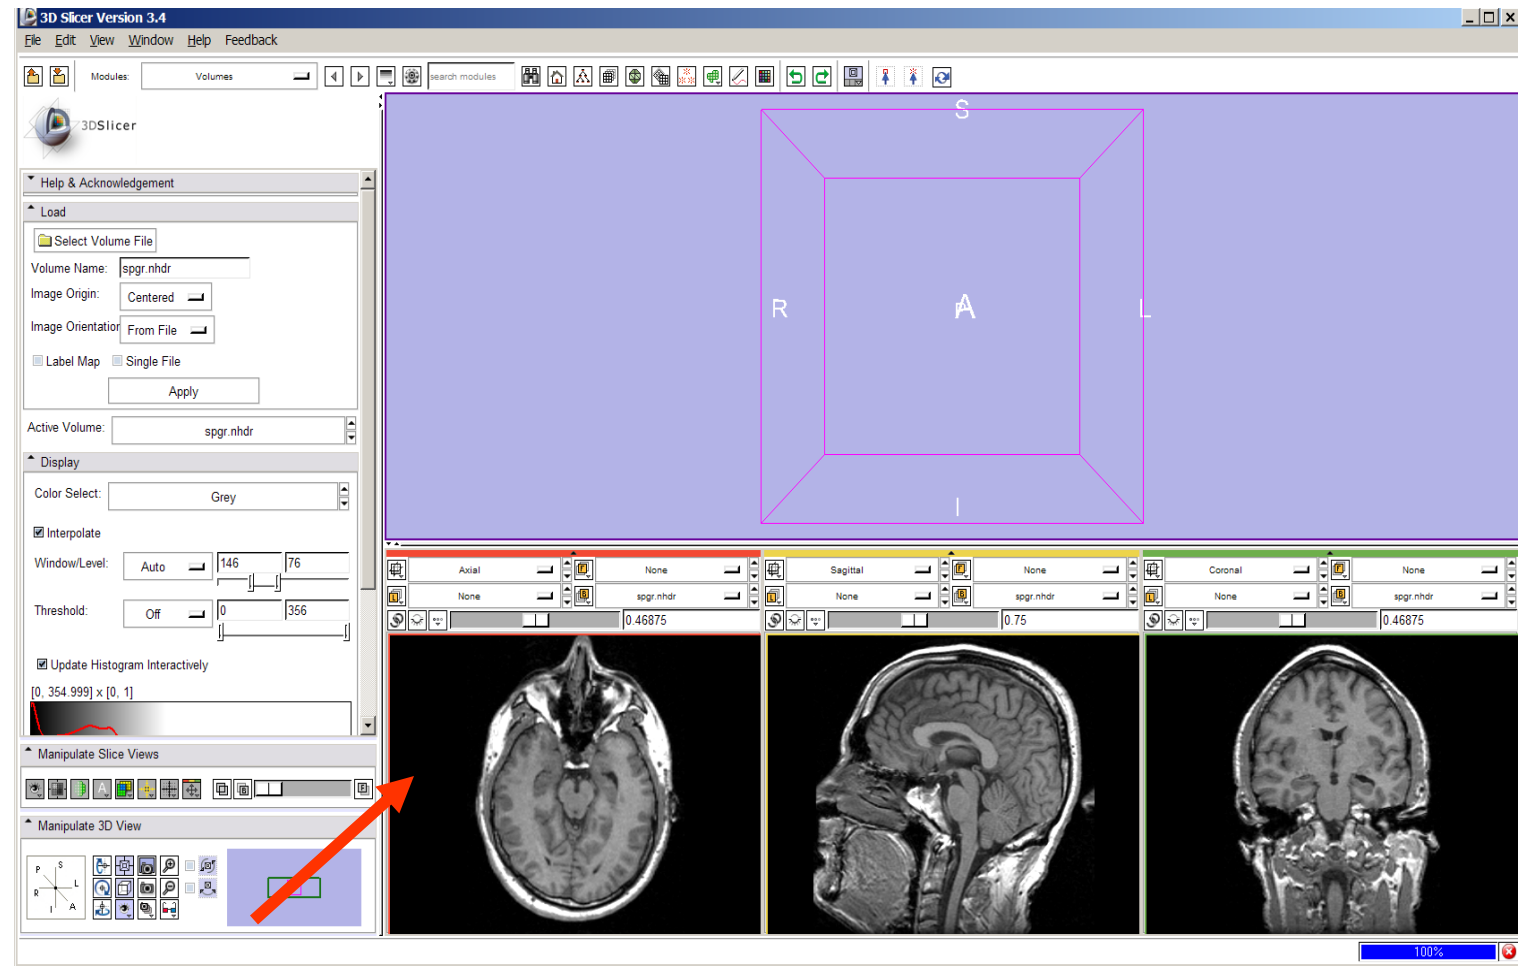 3D Slicer Version 3.4
File Edit View Window Help Feedback
Modules: Volumes search modules
3DSlicer
Help & Acknowledgement
Load
Select Volume File
Volume Name: spgr.nhdr
Image Origin: Centered
Image Orientation From File
Label Map Single File
Apply
Active Volume: spgr.nhdr
Display
Color Select: Grey
Interpolate
Window/Level: Auto 146 76
Threshold: Off 0 356
Update Histogram Interactively
[0, 354.999] x [0, 1]
Manipulate Slice Views
Manipulate 3D View
P S
R L
I A
S
R A P L
I
Axial None
None spgr.nhdr
0.46875
Sagittal None
None spgr.nhdr
0.75
Coronal None
None spgr.nhdr
0.46875
100%